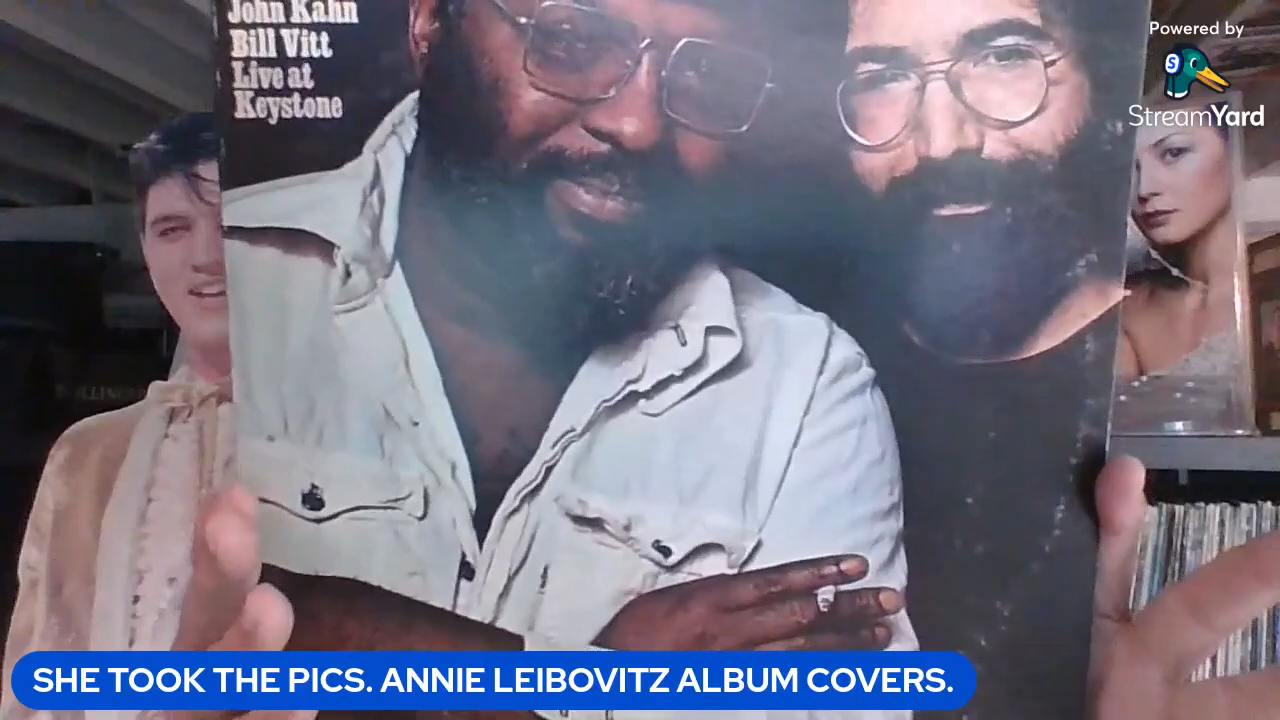 John Kahn
Bill Vitt
Live at
Keystone
Powered by
S
StreamYard
SHE TOOK THE PICS. ANNIE LEIBOVITZ ALBUM COVERS.